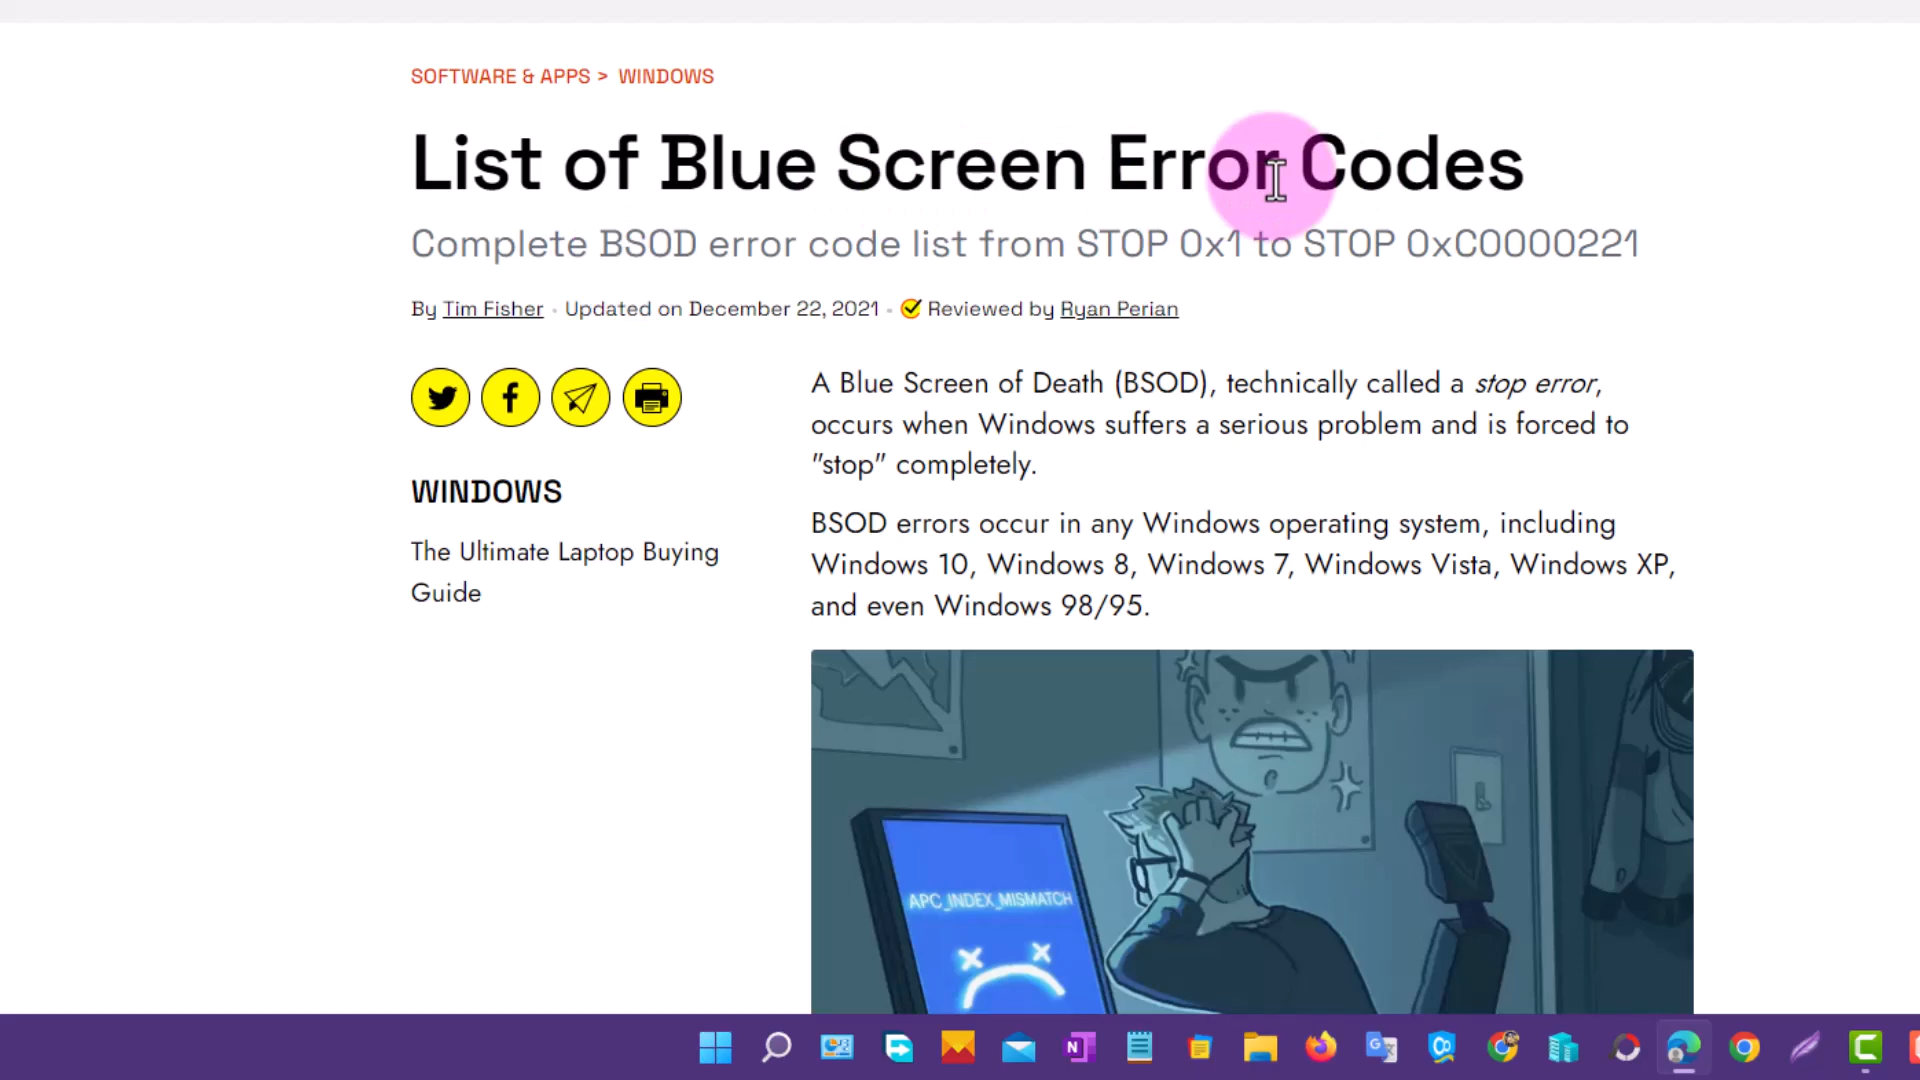 SOFTWARE & APPS > WINDOWS
List of Blue Screen Error Codes
Complete BSOD error code list from STOP 0x1 to STOP 0xC0000221
By Tim Fisher • Updated on December 22, 2021 • Reviewed by Ryan Perian
WINDOWS
The Ultimate Laptop Buying
Guide
A Blue Screen of Death (BSOD), technically called a stop error,
occurs when Windows suffers a serious problem and is forced to
"stop" completely.
BSOD errors occur in any Windows operating system, including
Windows 10, Windows 8, Windows 7, Windows Vista, Windows XP,
and even Windows 98/95.
APC_INDEX_MISMATCH